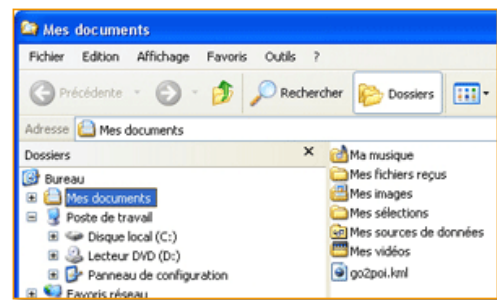 Mes documents
Fichier Edition Affichage Favoris Outils ?
Précédente Rechercher Dossiers
Adresse Mes documents
Dossiers
Bureau
Mes documents
Poste de travail
Disque local (C:)
Lecteur DVD (D:)
Panneau de configuration
Favoris réseau
Ma musique
Mes fichiers reçus
Mes images
Mes sélections
Mes sources de données
Mes vidéos
go2poi.kml